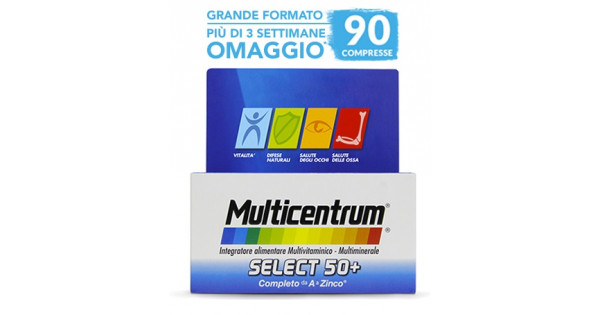 GRANDE FORMATO
PIÙ DI 3 SETTIMANE
OMAGGIO*
90
COMPRESSE
VITALITA'
DIFESE
NATURALI
SALUTE
DEGLI OCCHI
SALUTE
DELLE OSSA
Multicentrum®
®
Integratore alimentare Multivitaminico - Multiminerale
SELECT 50+
Completo da A a Zinco®